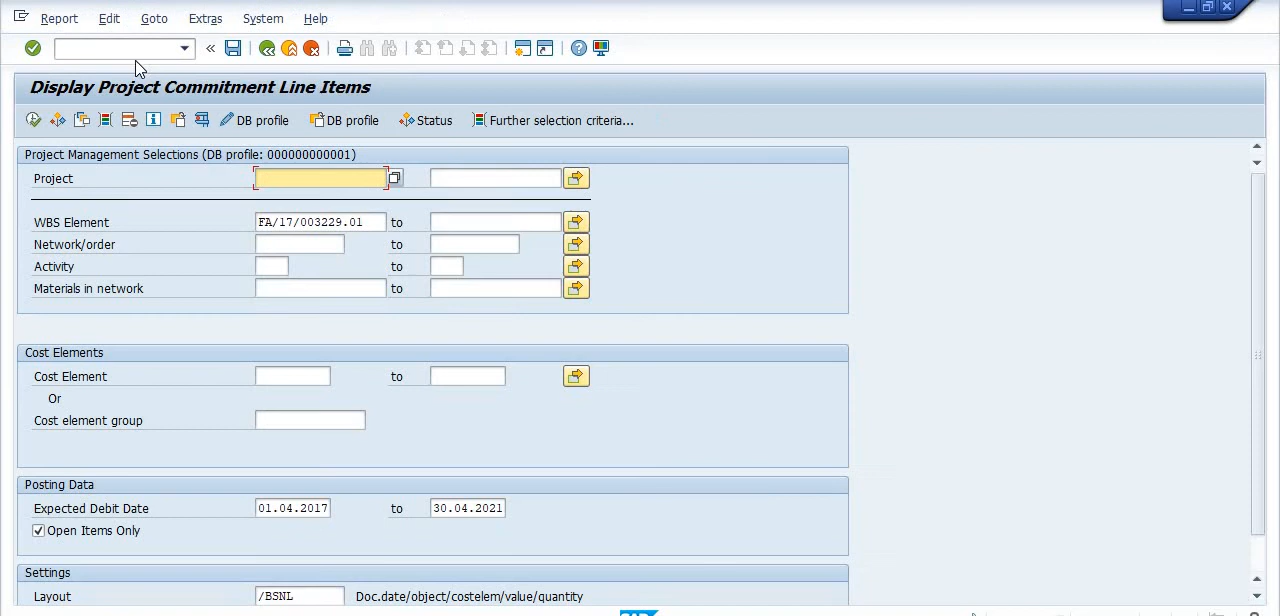 Report Edit Goto Extras System Help
Display Project Commitment Line Items
DB profile DB profile Status Further selection criteria...
Project Management Selections (DB profile: 000000000001)
Project
WBS Element FA/17/003229.01 to
Network/order to
Activity to
Materials in network to
Cost Elements
Cost Element to
Or
Cost element group
Posting Data
Expected Debit Date 01.04.2017 to 30.04.2021
Open Items Only
Settings
Layout /BSNL Doc.date/object/costelem/value/quantity
SAP